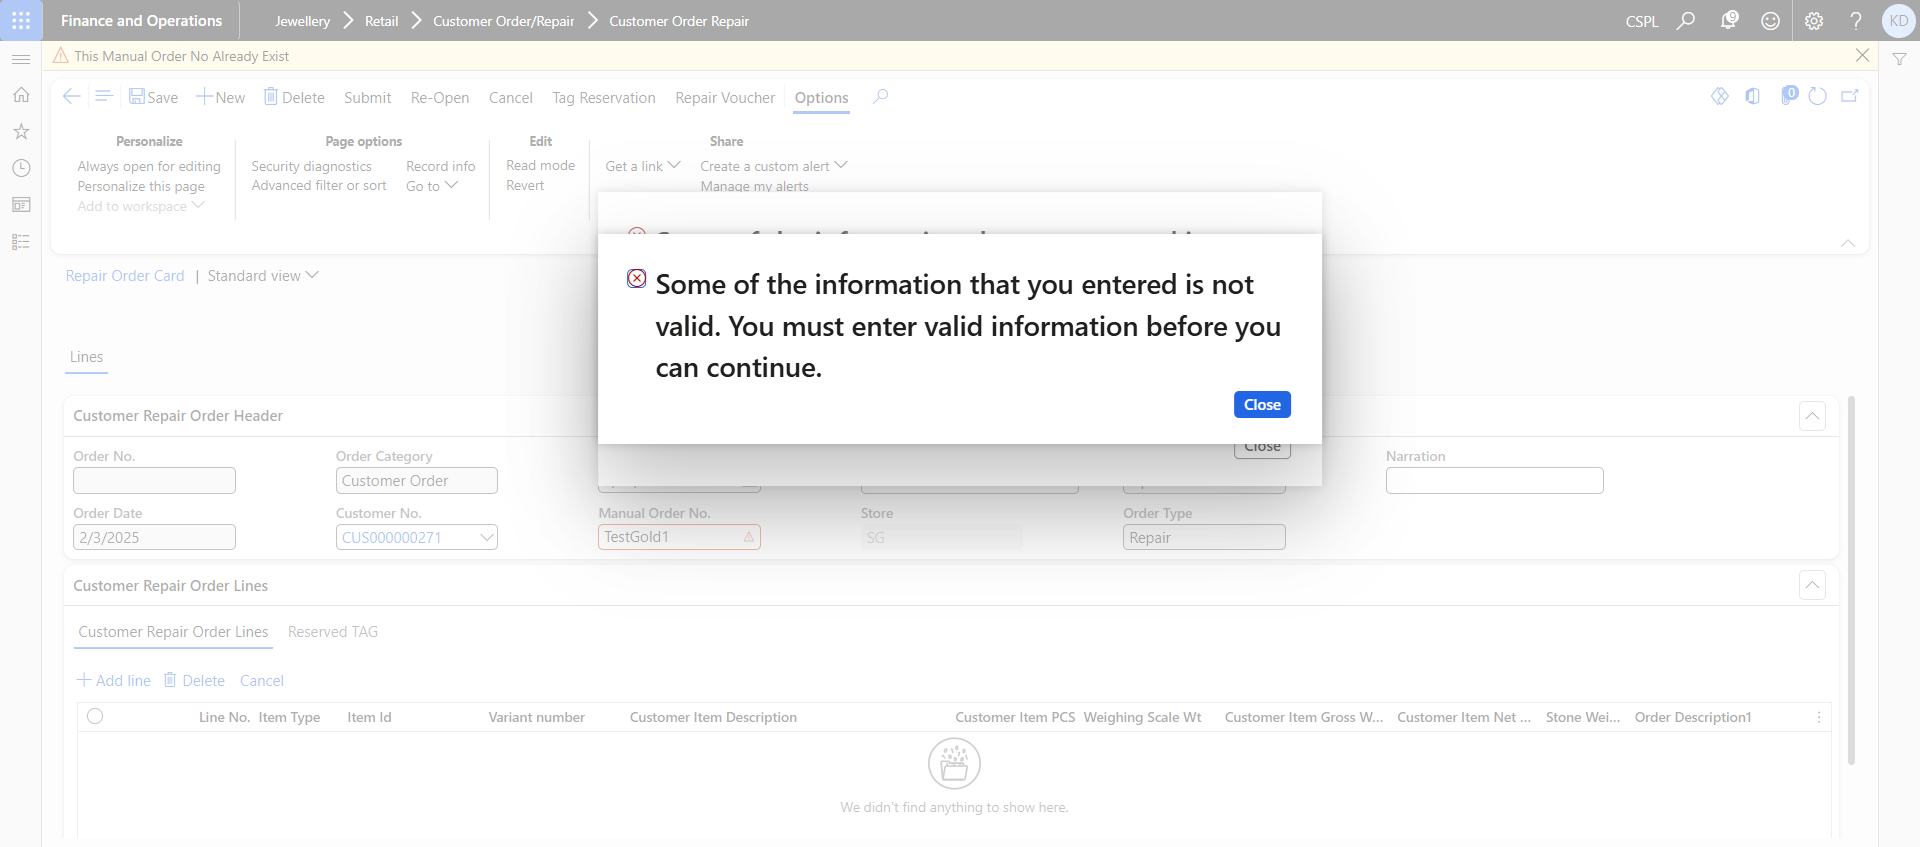 Finance and Operations
Jewellery Retail Customer Order/Repair Customer Order Repair
CSPL
9
KD
This Manual Order No Already Exist
Save New Delete Submit Re-Open Cancel Tag Reservation Repair Voucher Options
0
Personalize
Always open for editing
Personalize this page
Add to workspace
Page options
Security diagnostics Record info
Advanced filter or sort Go to
Edit
Read mode
Revert
Share
Get a link Create a custom alert
Manage my alerts
Some of the information that you entered is not
valid. You must enter valid information before you
can continue.
Close
Close
Repair Order Card | Standard view
Lines
Customer Repair Order Header
Order No. Order Category Narration
Customer Order
Order Date Customer No. Manual Order No. Store Order Type
2/3/2025 CUS000000271 TestGold1 SG Repair
Customer Repair Order Lines
Customer Repair Order Lines Reserved TAG
Add line Delete Cancel
Line No. Item Type Item Id Variant number Customer Item Description Customer Item PCS Weighing Scale Wt Customer Item Gross W... Customer Item Net ... Stone Wei... Order Description1
We didn't find anything to show here.